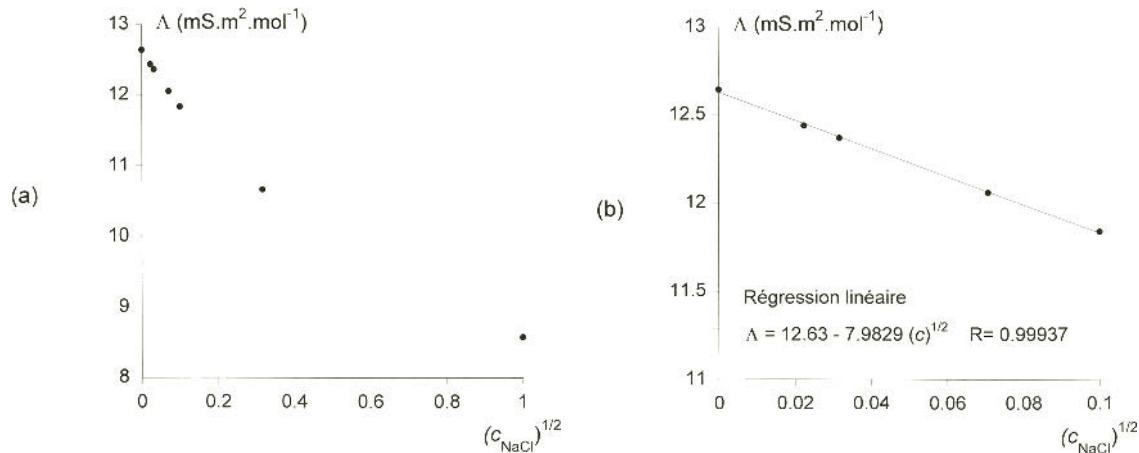 (a)
Λ (mS.m².mol⁻¹)
13
12
11
10
9
8
0
0.2
0.4
0.6
0.8
1
(c_NaCl)^1/2
(b)
Λ (mS.m².mol⁻¹)
13
12.5
12
11.5
11
Régression linéaire
Λ = 12.63 - 7.9829 (c)^1/2 R= 0.99937
0
0.02
0.04
0.06
0.08
0.1
(c_NaCl)^1/2